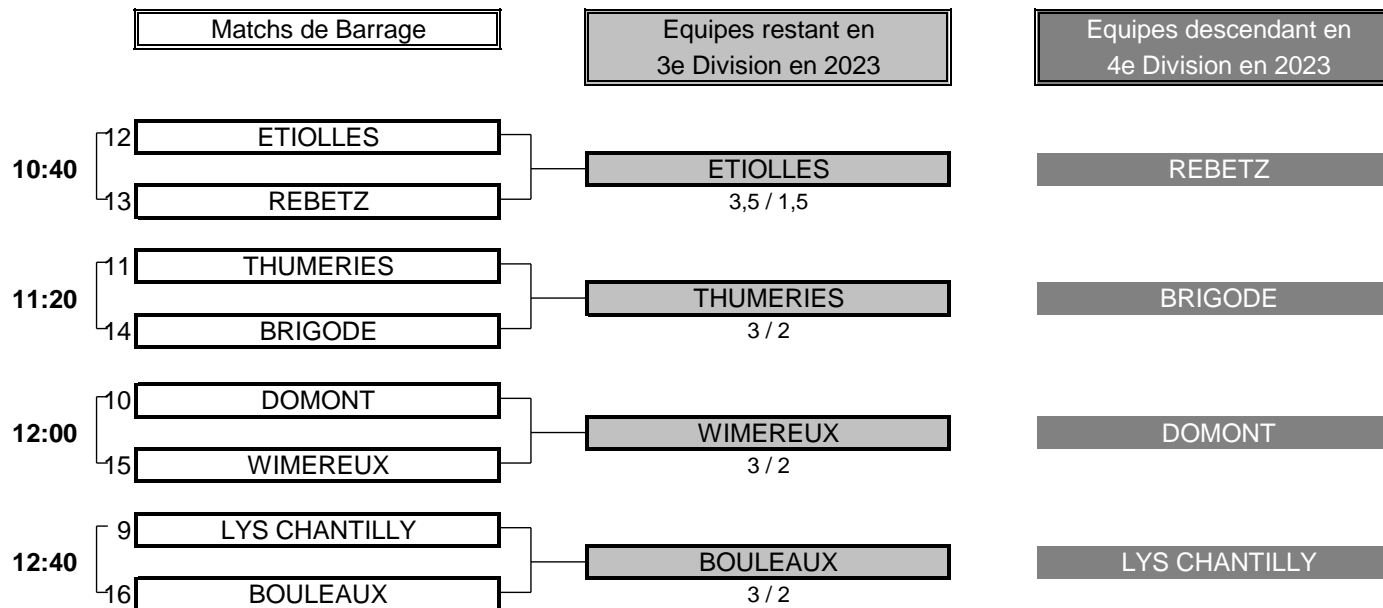 Matchs de Barrage
Equipes restant en
3e Division en 2023
Equipes descendant en
4e Division en 2023
10:40
12 ETIOLLES
13 REBETZ
ETIOLLES
3,5 / 1,5
REBETZ
11:20
11 THUMERIES
14 BRIGODE
THUMERIES
3 / 2
BRIGODE
12:00
10 DOMONT
15 WIMEREUX
WIMEREUX
3 / 2
DOMONT
12:40
9 LYS CHANTILLY
16 BOULEAUX
BOULEAUX
3 / 2
LYS CHANTILLY